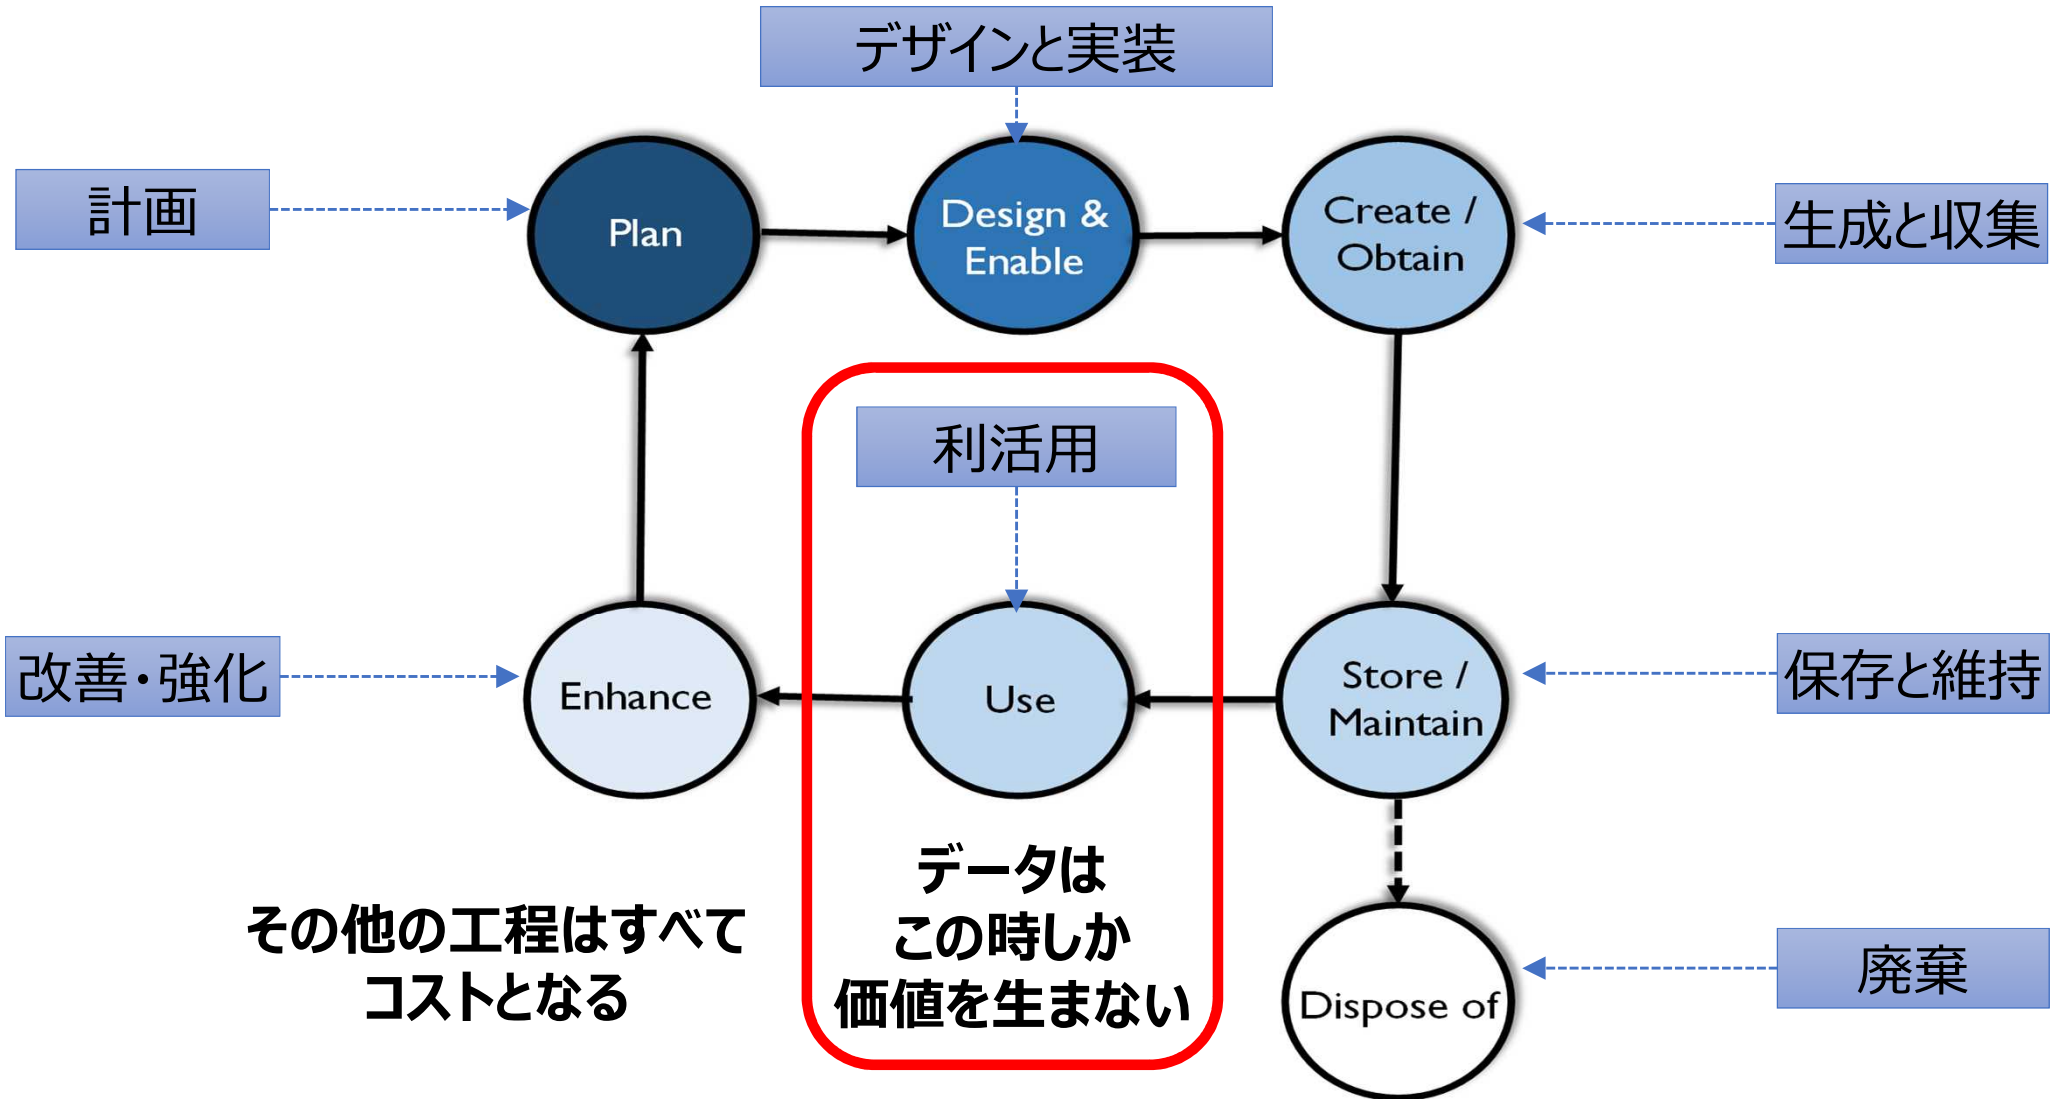 デザインと実装
計画
Plan
Design &
Enable
Create /
Obtain
生成と収集
利活用
改善・強化
Enhance
Use
Store /
Maintain
保存と維持
その他の工程はすべて
コストとなる
データは
この時しか
価値を生まない
Dispose of
廃棄